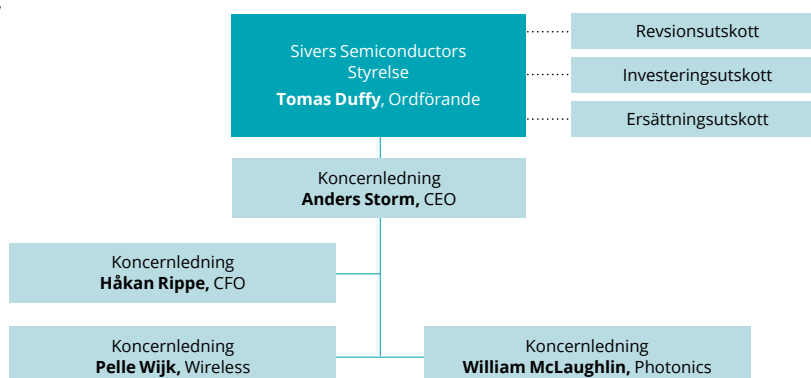 Sivers Semiconductors
Styrelse
Tomas Duffy, Ordförande
Revsionsutskott
Investeringsutskott
Ersättningsutskott
Koncernledning
Anders Storm, CEO
Koncernledning
Håkan Rippe, CFO
Koncernledning
Pelle Wijk, Wireless
Koncernledning
William McLaughlin, Photonics